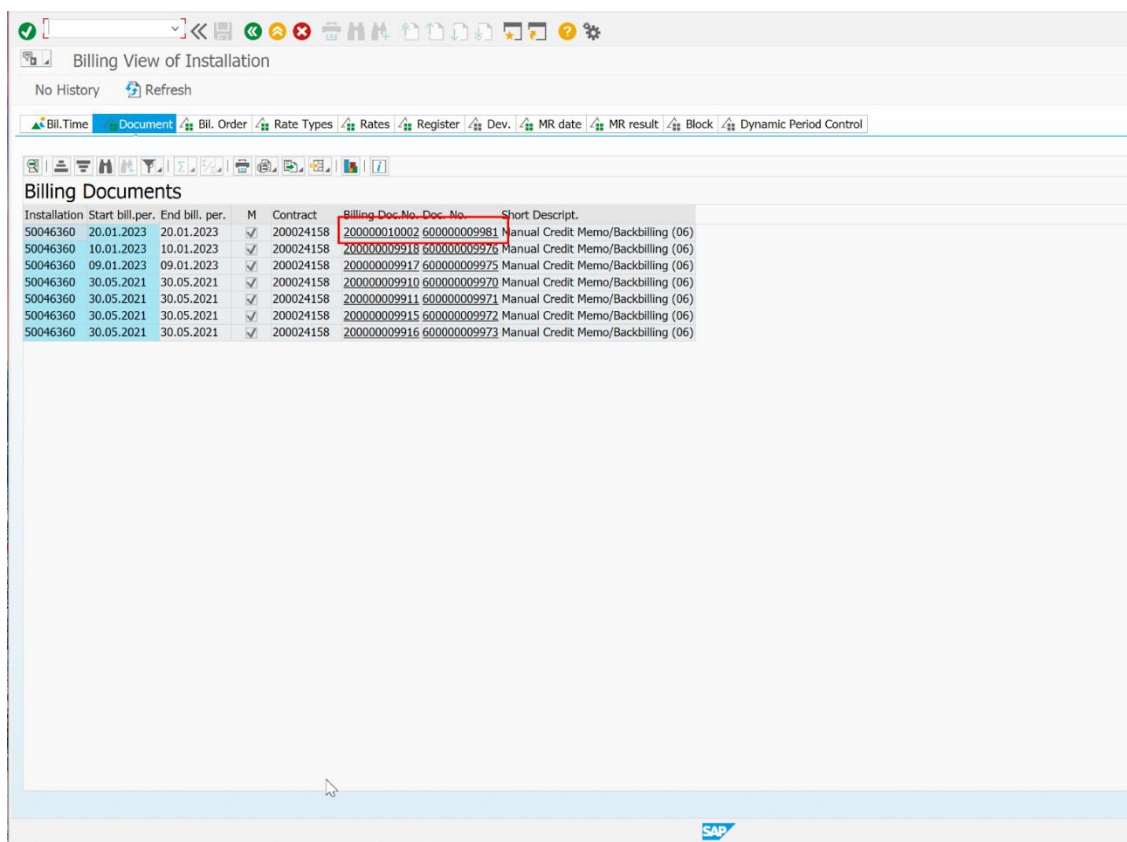 Billing View of Installation
No History Refresh
Bil.Time Document Bil. Order Rate Types Rates Register Dev. MR date MR result Block Dynamic Period Control
Billing Documents
Installation Start bill.per. End bill. per. M Contract Billing Doc.No. Doc. No. Short Descript.
50046360 20.01.2023 20.01.2023 200024158 200000010002 600000009981 Manual Credit Memo/Backbilling (06)
50046360 10.01.2023 10.01.2023 200024158 200000009918 600000009976 Manual Credit Memo/Backbilling (06)
50046360 09.01.2023 09.01.2023 200024158 200000009917 600000009975 Manual Credit Memo/Backbilling (06)
50046360 30.05.2021 30.05.2021 200024158 200000009910 600000009970 Manual Credit Memo/Backbilling (06)
50046360 30.05.2021 30.05.2021 200024158 200000009911 600000009971 Manual Credit Memo/Backbilling (06)
50046360 30.05.2021 30.05.2021 200024158 200000009915 600000009972 Manual Credit Memo/Backbilling (06)
50046360 30.05.2021 30.05.2021 200024158 200000009916 600000009973 Manual Credit Memo/Backbilling (06)
SAP